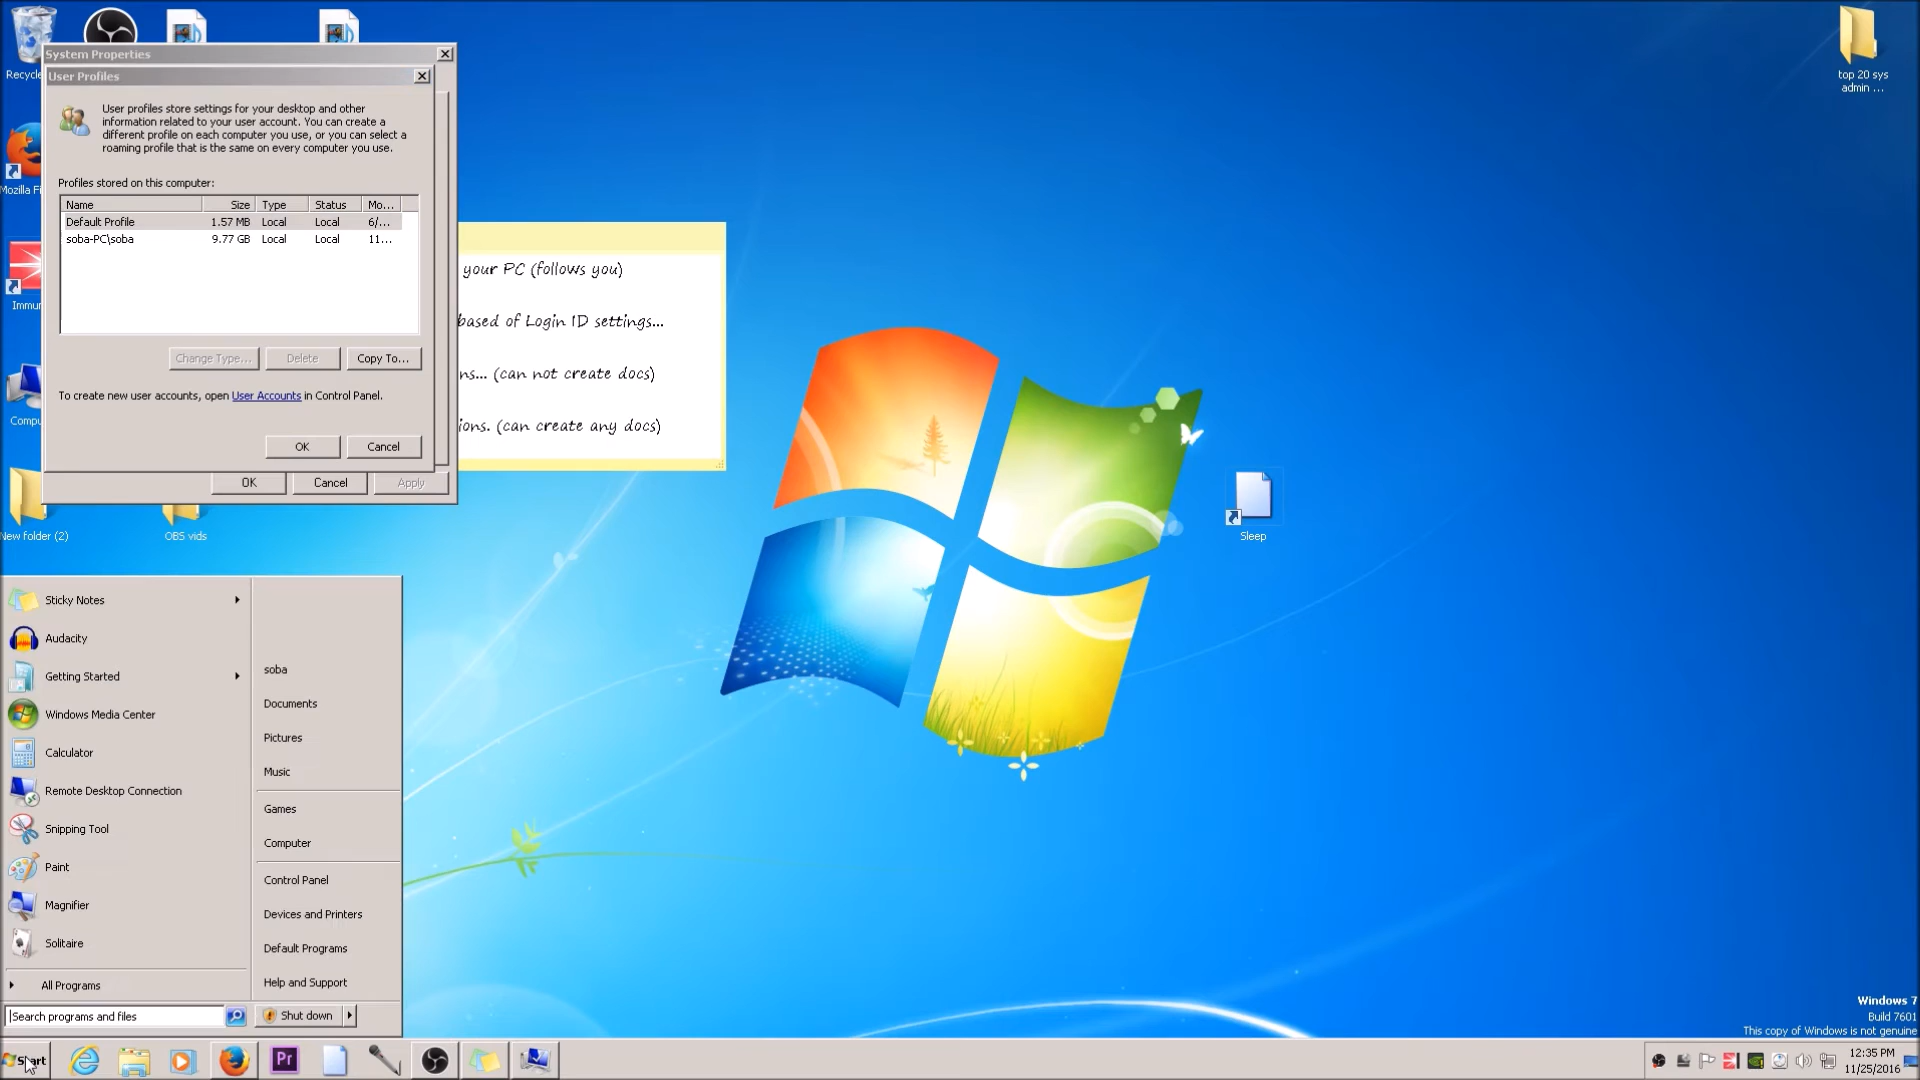 Recycle
top 20 sys
admin ...
System Properties
User Profiles
User profiles store settings for your desktop and other
information related to your user account. You can create a
different profile on each computer you use, or you can select a
roaming profile that is the same on every computer you use.
Profiles stored on this computer:
Name Size Type Status Mo...
Default Profile 1.57 MB Local Local 6/...
soba-PC\soba 9.77 GB Local Local 11...
Change Type... Delete Copy To...
To create new user accounts, open User Accounts in Control Panel.
OK Cancel
OK Cancel Apply
Mozilla Fi
Immun
Compu
your PC (follows you)
based of Login ID settings...
ns... (can not create docs)
ions. (can create any docs)
New folder (2)
OBS vids
Sleep
Sticky Notes
Audacity
Getting Started
Windows Media Center
Calculator
Remote Desktop Connection
Snipping Tool
Paint
Magnifier
Solitaire
All Programs
Search programs and files
soba
Documents
Pictures
Music
Games
Computer
Control Panel
Devices and Printers
Default Programs
Help and Support
Shut down
Windows 7
Build 7601
This copy of Windows is not genuine
Start
Pr
12:35 PM
11/25/2016